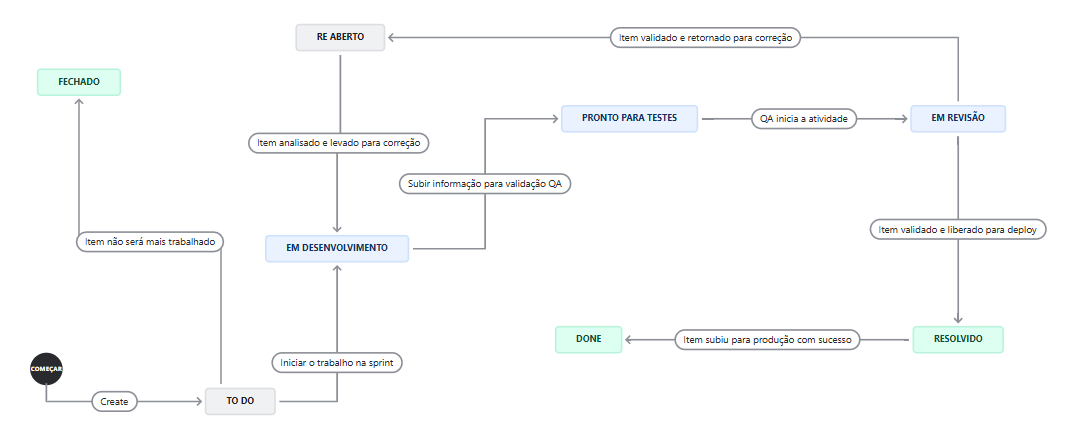 RE ABERTO
Item validado e retornado para correção
FECHADO
PRONTO PARA TESTES
QA inicia a atividade
EM REVISÃO
Item analisado e levado para correção
Subir informação para validação QA
Item não será mais trabalhado
EM DESENVOLVIMENTO
Item validado e liberado para deploy
DONE
Item subiu para produção com sucesso
RESOLVIDO
Iniciar o trabalho na sprint
COMEÇAR
Create
TO DO